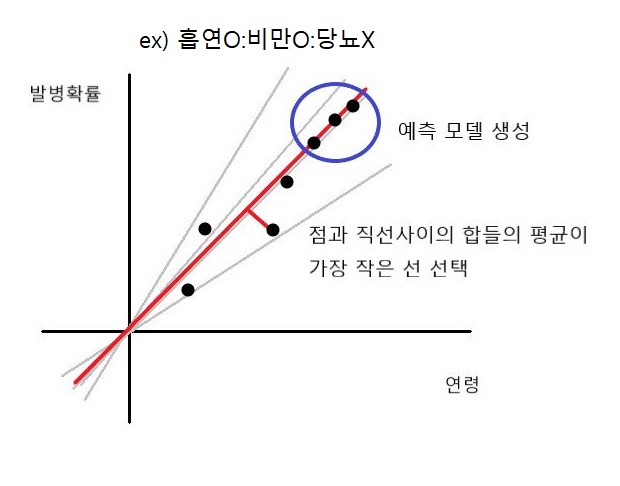 ex) 흡연O:비만O:당뇨X
발병확률
예측 모델 생성
점과 직선사이의 합들의 평균이
가장 작은 선 선택
연령